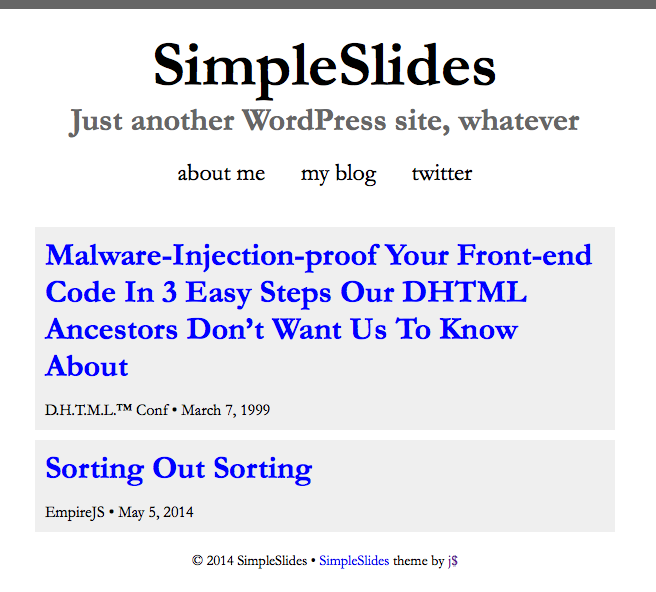 SimpleSlides
Just another WordPress site, whatever
about me my blog twitter
Malware-Injection-proof Your Front-end
Code In 3 Easy Steps Our DHTML
Ancestors Don’t Want Us To Know
About
D.H.T.M.L.™ Conf • March 7, 1999
Sorting Out Sorting
EmpireJS • May 5, 2014
© 2014 SimpleSlides • SimpleSlides theme by j$